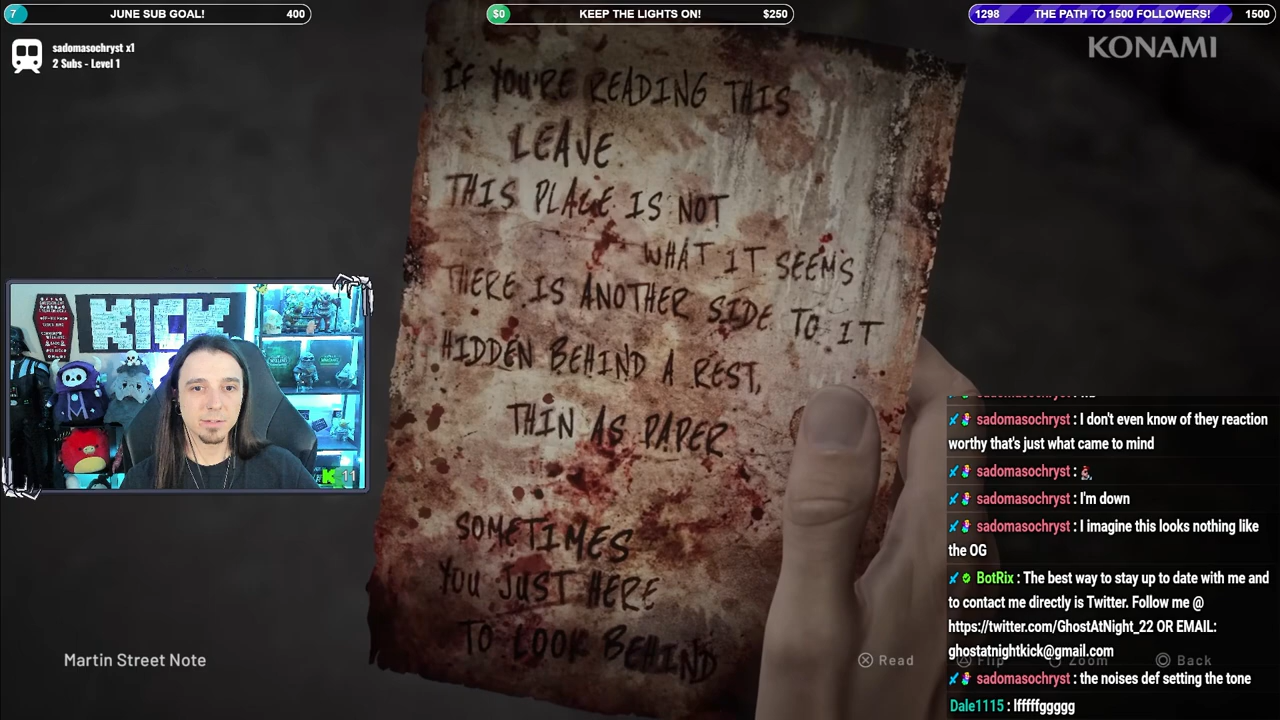 7
JUNE SUB GOAL!
400
$0
KEEP THE LIGHTS ON!
$250
1298
THE PATH TO 1500 FOLLOWERS!
1500
sadomasochryst x1
2 Subs - Level 1
KONAMI
IF YOU'RE READING THIS
LEAVE.
THIS PLACE IS NOT
WHAT IT SEEMS
THERE IS ANOTHER SIDE TO IT
HIDDEN BEHIND A REST,
THIN AS PAPER
SOMETIMES
YOU JUST HERE
TO LOOK BEHIND
KICK
K 11
Martin Street Note
Read
Flip
Zoom
Back
sadomasochryst : I don't even know of they reaction
worthy that's just what came to mind
sadomasochryst :
sadomasochryst : I'm down
sadomasochryst : I imagine this looks nothing like
the OG
BotRix : The best way to stay up to date with me and
to contact me directly is Twitter. Follow me @
https://twitter.com/GhostAtNight_22 OR EMAIL:
ghostatnightkick@gmail.com
sadomasochryst : the noises def setting the tone
Dale1115 : lfffffggggg